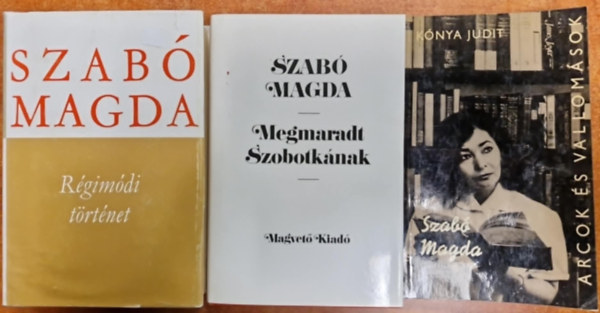 SZABÓ
MAGDA
Régimódi
történet
SZABÓ
MAGDA
Megmaradt
Szobotkának
Magvető Kiadó
KÓNYA JUDIT
Szabó
Magda
ARCOK ÉS VALLOMÁSOK